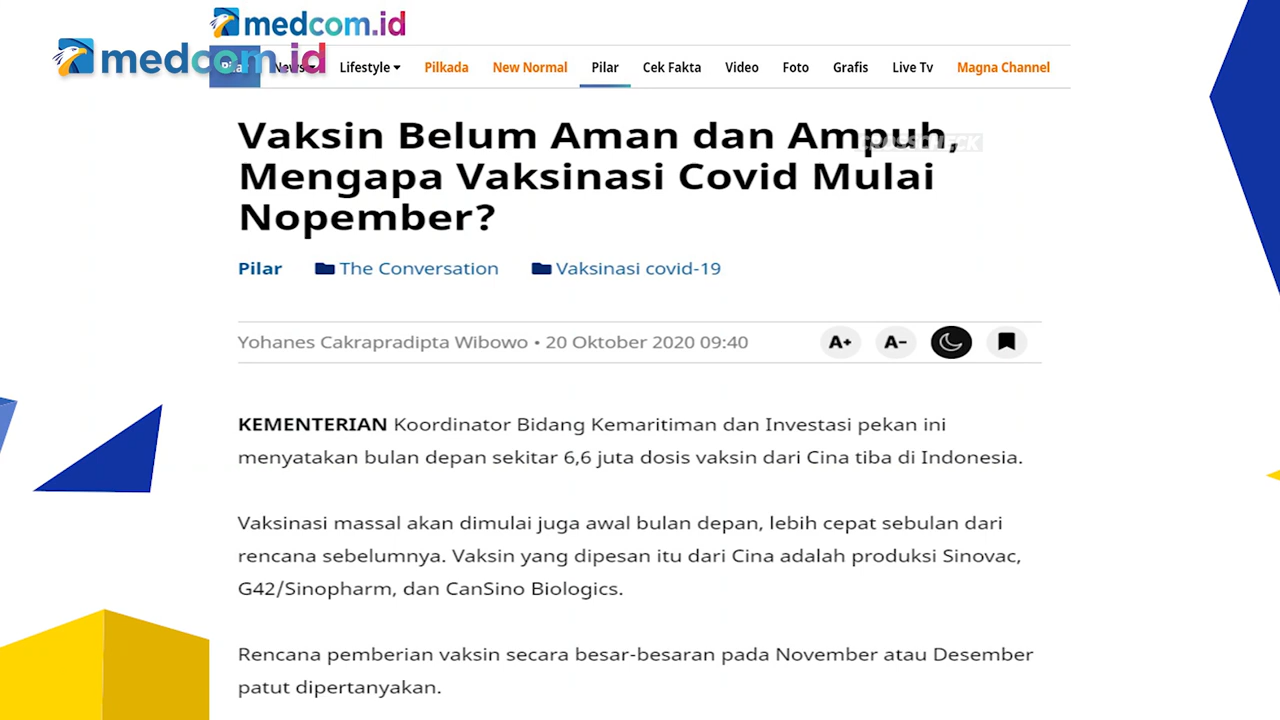 medcom.id
medcom.id
Pilar News Lifestyle Pilkada New Normal Pilar Cek Fakta Video Foto Grafis Live Tv Magna Channel
Vaksin Belum Aman dan Ampuh,
CROSSCHECK
Mengapa Vaksinasi Covid Mulai
Nopember?
Pilar The Conversation Vaksinasi covid-19
Yohanes Cakrapradipta Wibowo • 20 Oktober 2020 09:40 A+ A-
KEMENTERIAN Koordinator Bidang Kemaritiman dan Investasi pekan ini
menyatakan bulan depan sekitar 6,6 juta dosis vaksin dari Cina tiba di Indonesia.
Vaksinasi massal akan dimulai juga awal bulan depan, lebih cepat sebulan dari
rencana sebelumnya. Vaksin yang dipesan itu dari Cina adalah produksi Sinovac,
G42/Sinopharm, dan CanSino Biologics.
Rencana pemberian vaksin secara besar-besaran pada November atau Desember
patut dipertanyakan.